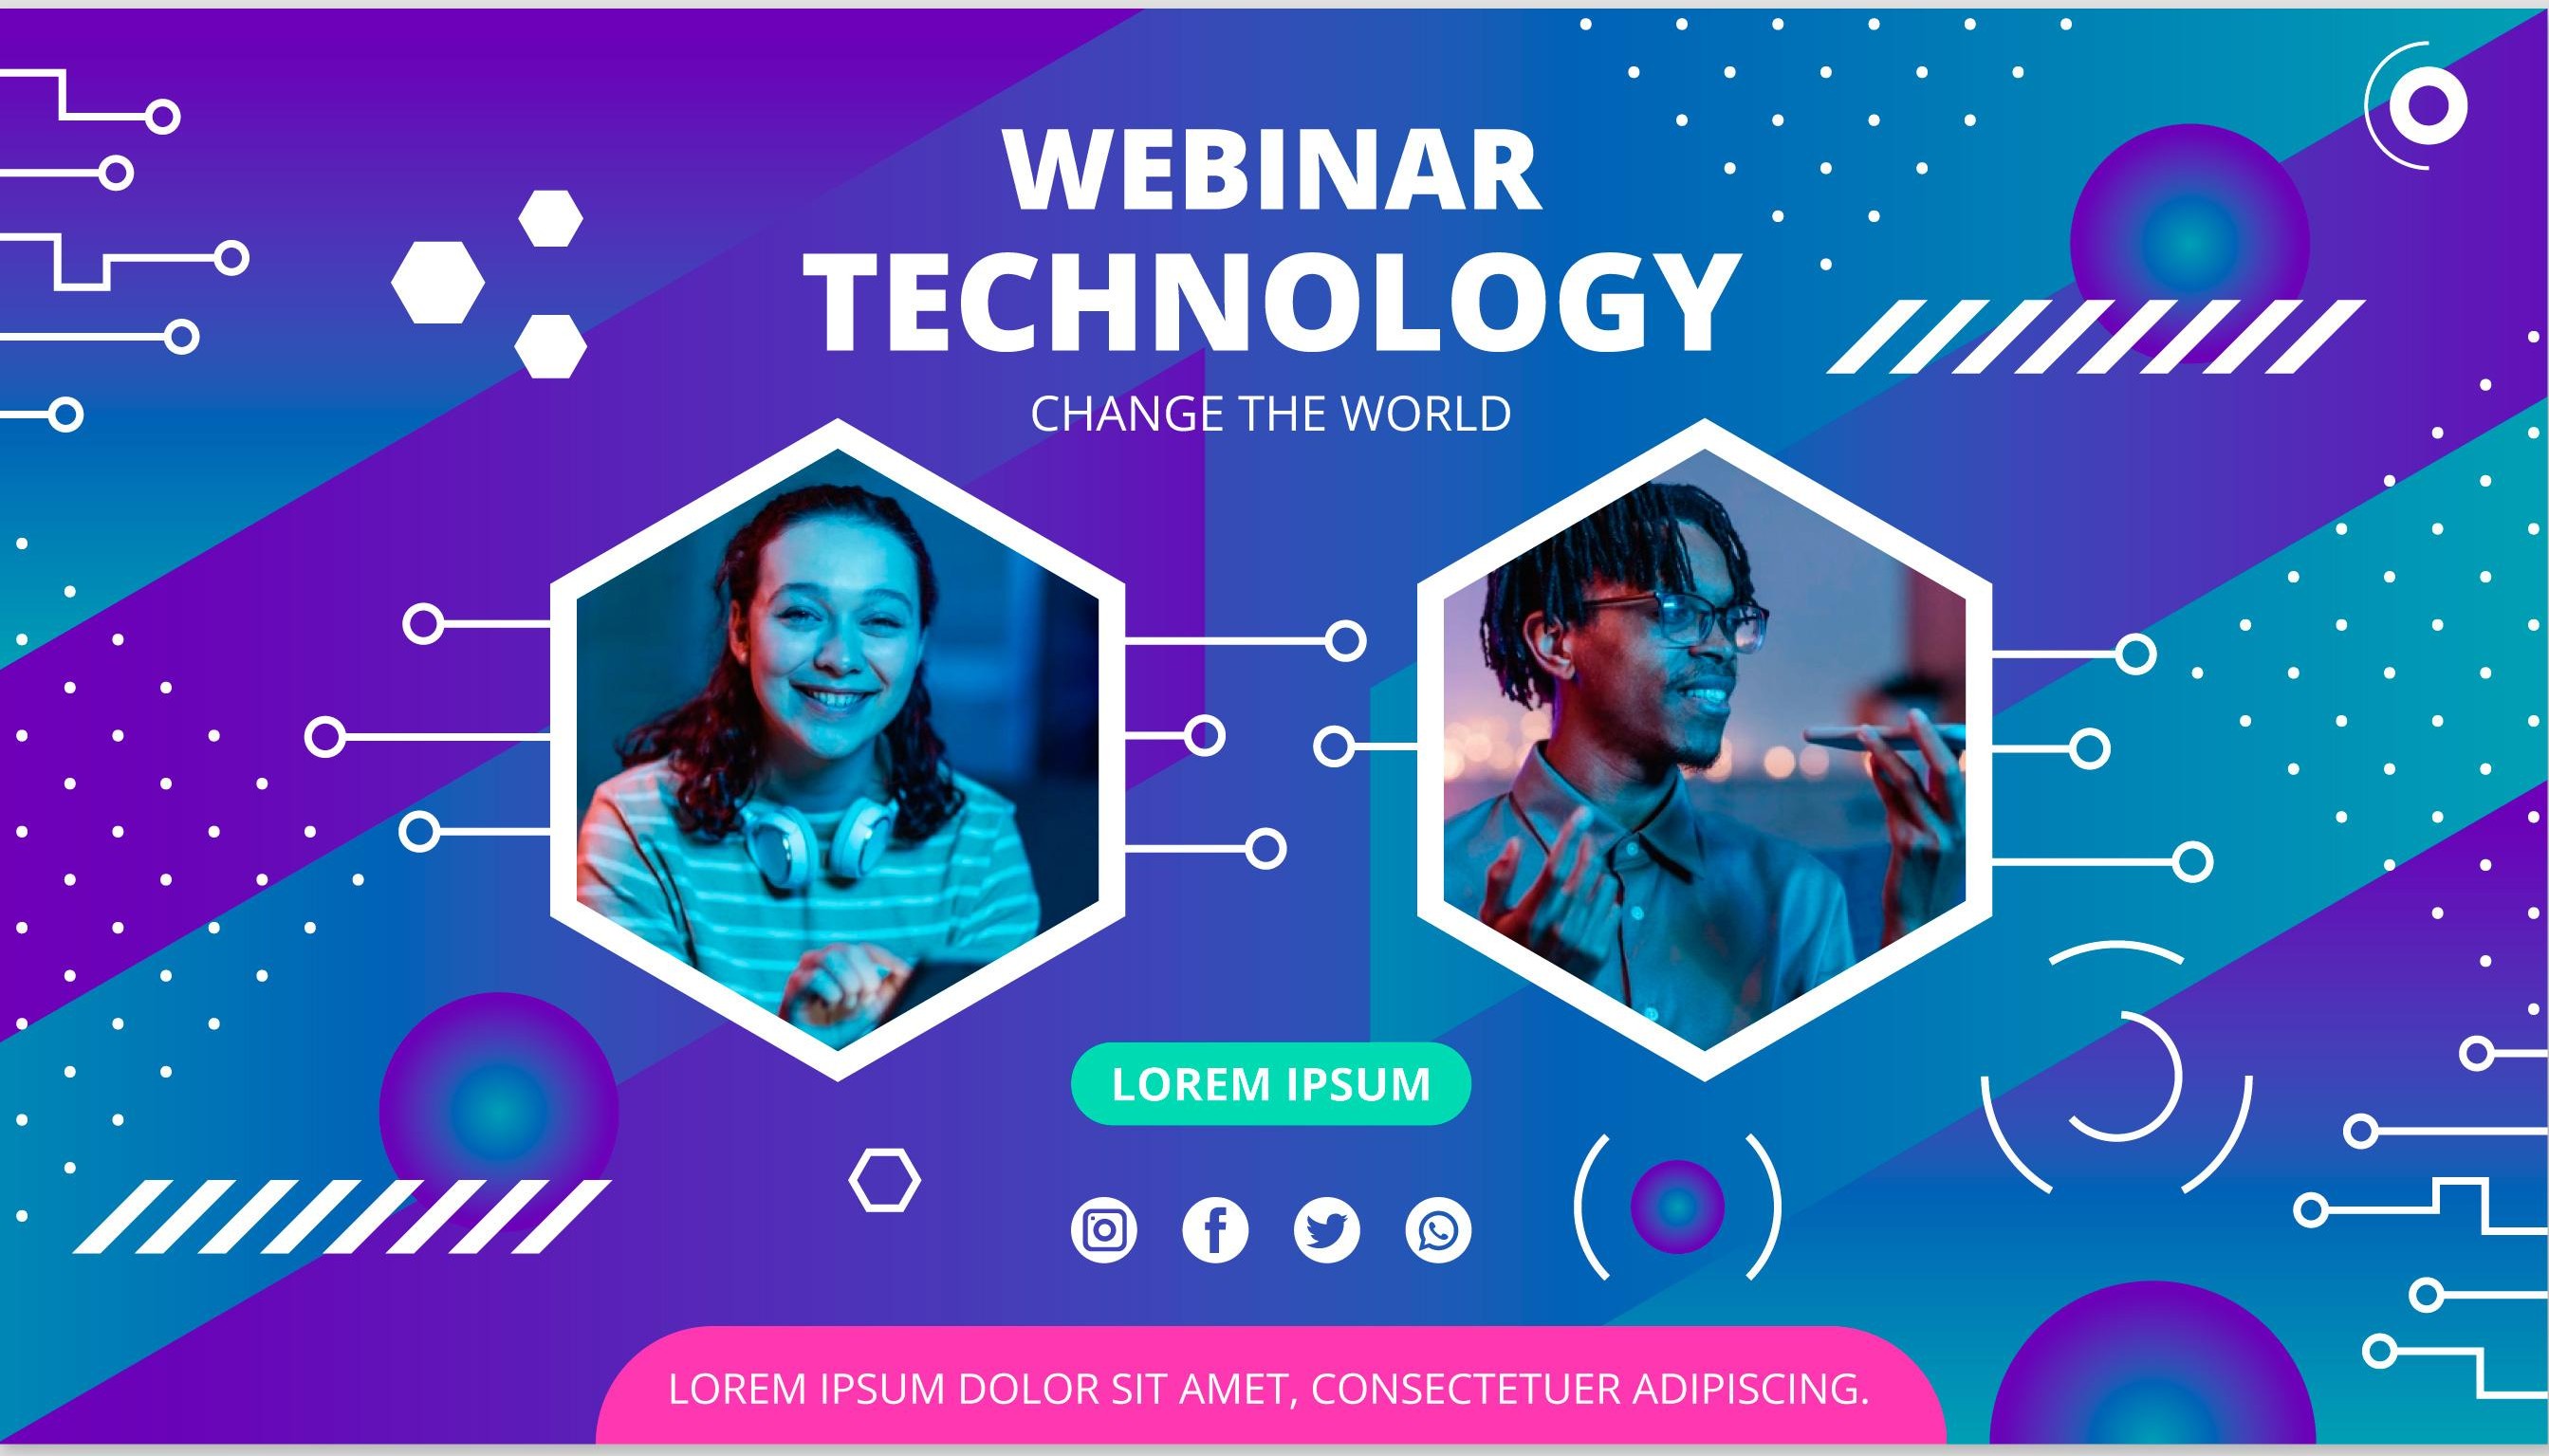 WEBINAR
TECHNOLOGY
CHANGE THE WORLD
LOREM IPSUM
LOREM IPSUM DOLOR SIT AMET, CONSECTETUER ADIPISCING.